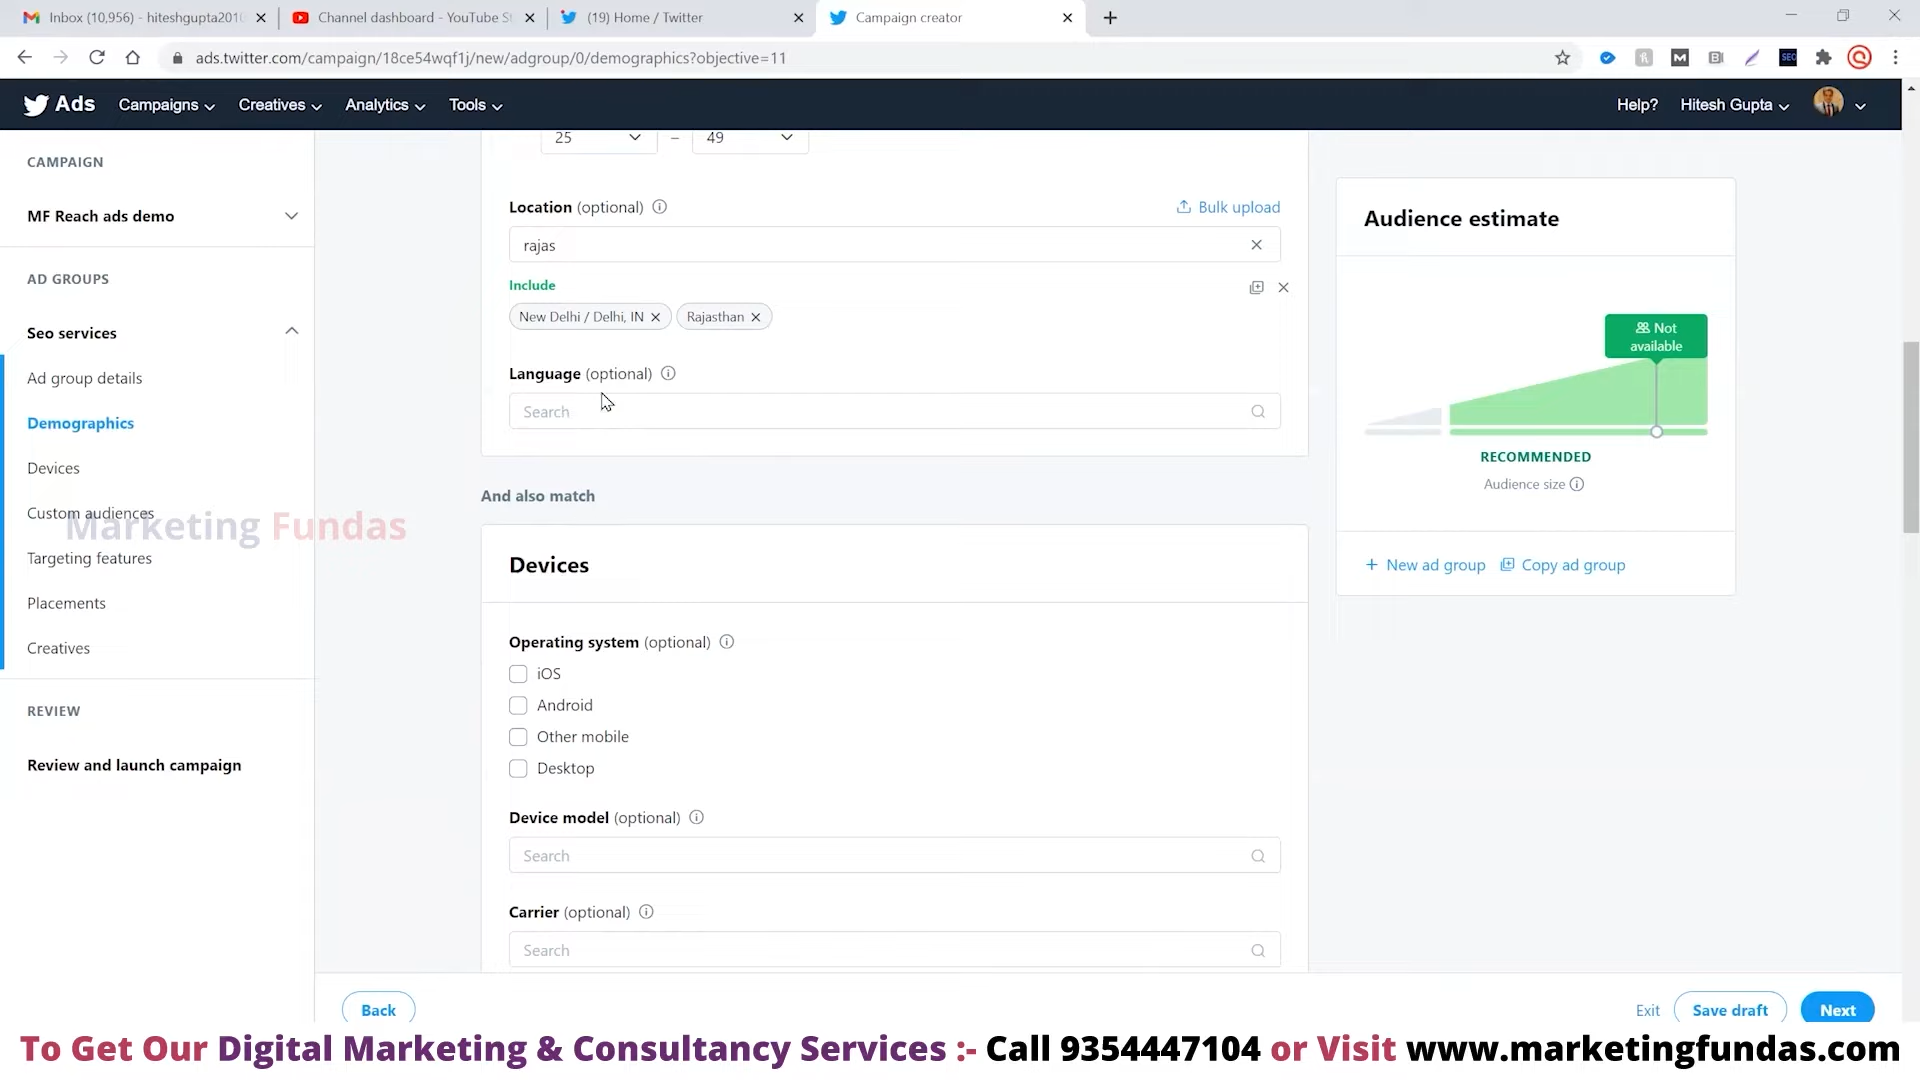 Inbox (10,956) - hiteshgupta2010
Channel dashboard - YouTube St
(19) Home / Twitter
Campaign creator
ads.twitter.com/campaign/18ce54wqf1j/new/adgroup/0/demographics?objective=11
Ads
Campaigns
Creatives
Analytics
Tools
Help?
Hitesh Gupta
CAMPAIGN
MF Reach ads demo
AD GROUPS
Seo services
Ad group details
Demographics
Devices
Custom audiences
Targeting features
Placements
Creatives
REVIEW
Review and launch campaign
Marketing Fundas
25 – 49
Location (optional)
Bulk upload
rajas
Include
New Delhi / Delhi, IN
Rajasthan
Language (optional)
Search
And also match
Devices
Operating system (optional)
iOS
Android
Other mobile
Desktop
Device model (optional)
Search
Carrier (optional)
Search
Audience estimate
Not
available
RECOMMENDED
Audience size
+ New ad group
Copy ad group
Back
Exit
Save draft
Next
To Get Our Digital Marketing & Consultancy Services :- Call 9354447104 or Visit www.marketingfundas.com